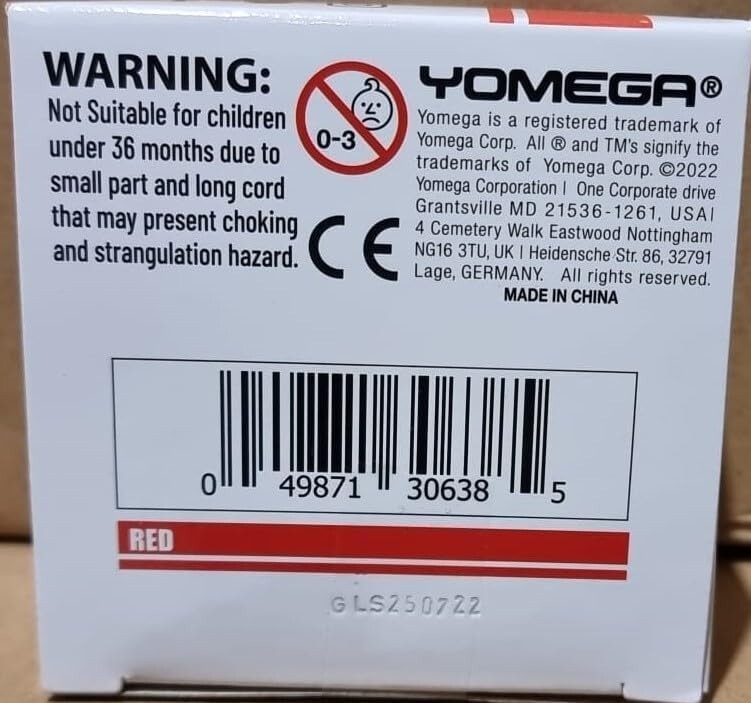 WARNING:
Not Suitable for children
under 36 months due to
small part and long cord
that may present choking
and strangulation hazard.
0-3
CE
YOMEGA®
Yomega is a registered trademark of
Yomega Corp. All ® and TM's signify the
trademarks of Yomega Corp. ©2022
Yomega Corporation | One Corporate drive
Grantsville MD 21536-1261, USA|
4 Cemetery Walk Eastwood Nottingham
NG16 3TU, UK | Heidensche Str. 86, 32791
Lage, GERMANY. All rights reserved.
MADE IN CHINA
0 49871 30638 5
RED
GLS250722